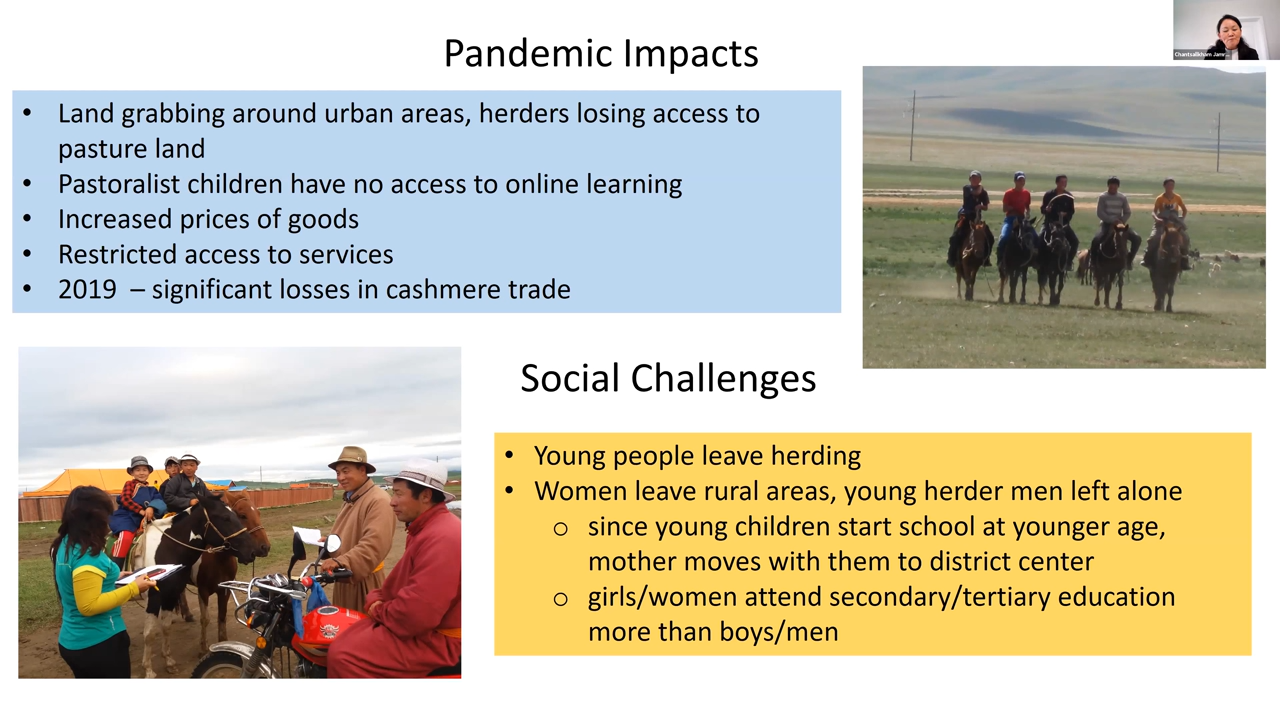 Pandemic Impacts
• Land grabbing around urban areas, herders losing access to
pasture land
• Pastoralist children have no access to online learning
• Increased prices of goods
• Restricted access to services
• 2019 – significant losses in cashmere trade
Social Challenges
• Young people leave herding
• Women leave rural areas, young herder men left alone
o since young children start school at younger age,
mother moves with them to district center
o girls/women attend secondary/tertiary education
more than boys/men